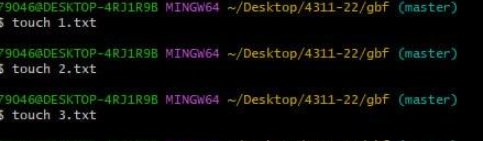 79046@DESKTOP-4RJ1R9B MINGW64 ~/Desktop/4311-22/gbf (master)
$ touch 1.txt
79046@DESKTOP-4RJ1R9B MINGW64 ~/Desktop/4311-22/gbf (master)
$ touch 2.txt
79046@DESKTOP-4RJ1R9B MINGW64 ~/Desktop/4311-22/gbf (master)
$ touch 3.txt